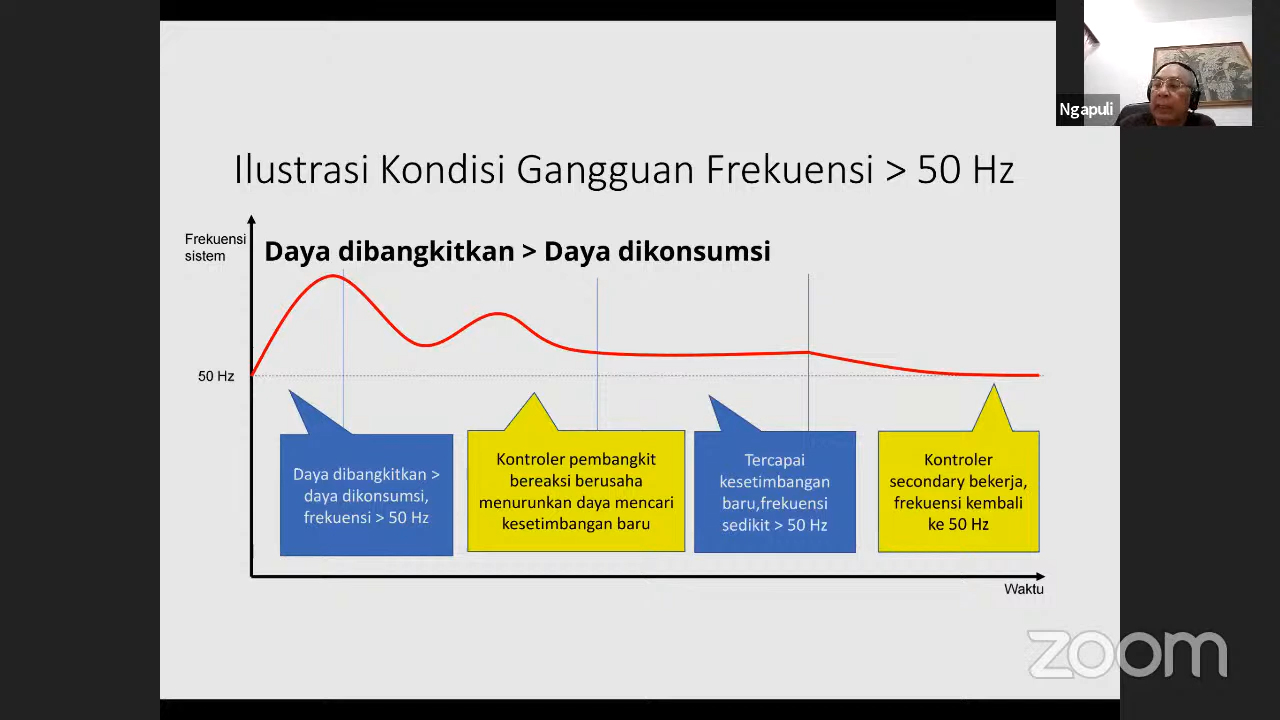 Ngapuli
Ilustrasi Kondisi Gangguan Frekuensi > 50 Hz
Frekuensi
sistem
Daya dibangkitkan > Daya dikonsumsi
50 Hz
Daya dibangkitkan >
daya dikonsumsi,
frekuensi > 50 Hz
Kontroler pembangkit
bereaksi berusaha
menurunkan daya mencari
kesetimbangan baru
Tercapai
kesetimbangan
baru,frekuensi
sedikit > 50 Hz
Kontroler
secondary bekerja,
frekuensi kembali
ke 50 Hz
Waktu
zoom